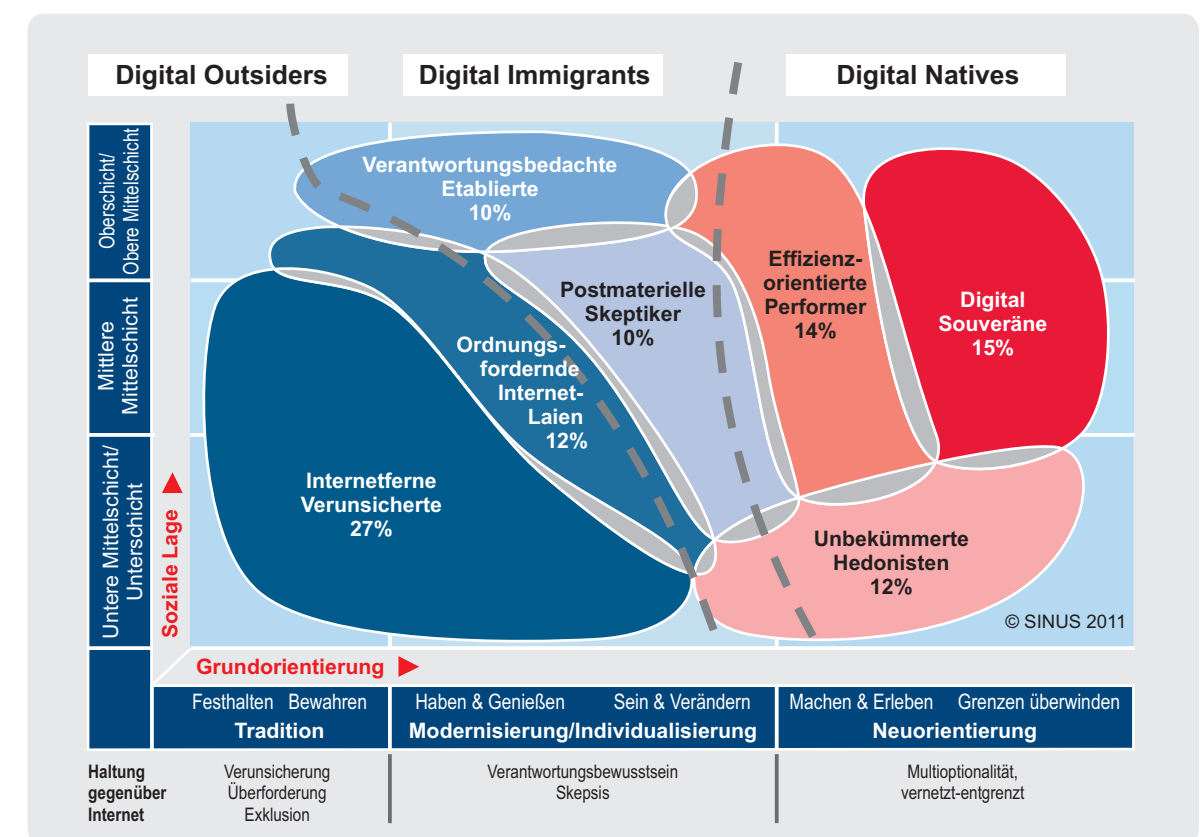 Digital Outsiders
Digital Immigrants
Digital Natives
Oberschicht/
Obere Mittelschicht
Mittlere
Mittelschicht
Untere Mittelschicht/
Unterschicht
Soziale Lage
Verantwortungsbedachte
Etablierte
10%
Postmaterielle
Skeptiker
10%
Effizienz-
orientierte
Performer
14%
Digital
Souveräne
15%
Ordnungs-
fordernde
Internet-
Laien
12%
Internetferne
Verunsicherte
27%
Unbekümmerte
Hedonisten
12%
© SINUS 2011
Grundorientierung
Festhalten Bewahren
Tradition
Haben & Genießen Sein & Verändern
Modernisierung/Individualisierung
Machen & Erleben Grenzen überwinden
Neuorientierung
Haltung
gegenüber
Internet
Verunsicherung
Überforderung
Exklusion
Verantwortungsbewusstsein
Skepsis
Multioptionalität,
vernetzt-entgrenzt